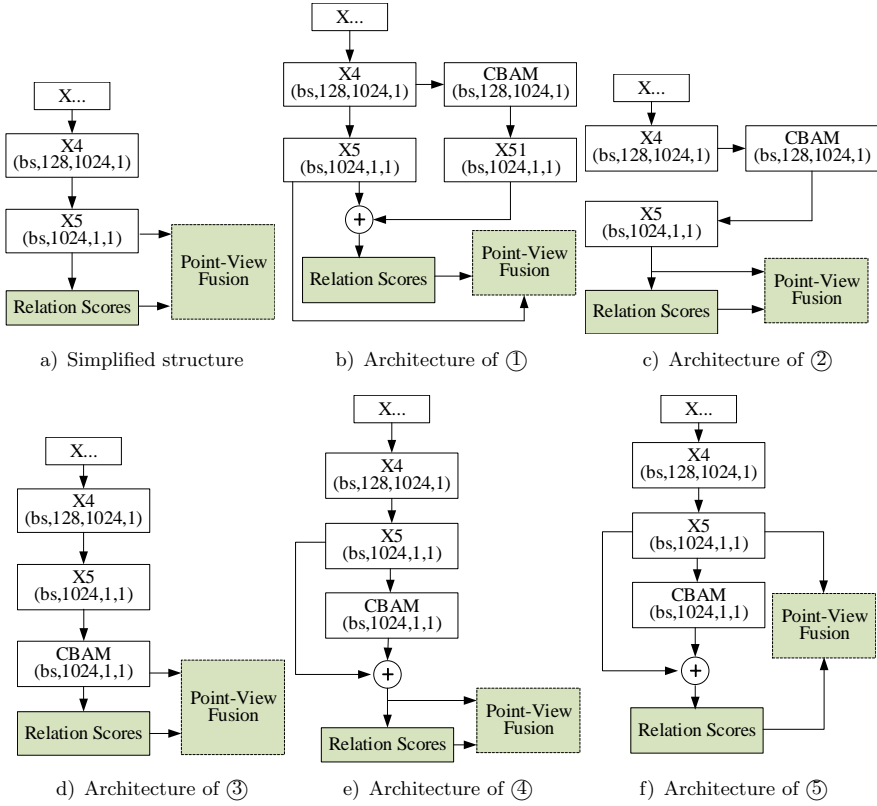 X...
X4
(bs,128,1024,1)
X5
(bs,1024,1,1)
Relation Scores
Point-View
Fusion
a) Simplified structure
X...
X4
(bs,128,1024,1)
CBAM
(bs,128,1024,1)
X5
(bs,1024,1,1)
X51
(bs,1024,1,1)
+
Relation Scores
Point-View
Fusion
b) Architecture of ①
X...
X4
(bs,128,1024,1)
CBAM
(bs,128,1024,1)
X5
(bs,1024,1,1)
Relation Scores
Point-View
Fusion
c) Architecture of ②
X...
X4
(bs,128,1024,1)
X5
(bs,1024,1,1)
CBAM
(bs,1024,1,1)
Relation Scores
Point-View
Fusion
d) Architecture of ③
X...
X4
(bs,128,1024,1)
X5
(bs,1024,1,1)
CBAM
(bs,1024,1,1)
+
Relation Scores
Point-View
Fusion
e) Architecture of ④
X...
X4
(bs,128,1024,1)
X5
(bs,1024,1,1)
CBAM
(bs,1024,1,1)
+
Relation Scores
Point-View
Fusion
f) Architecture of ⑤